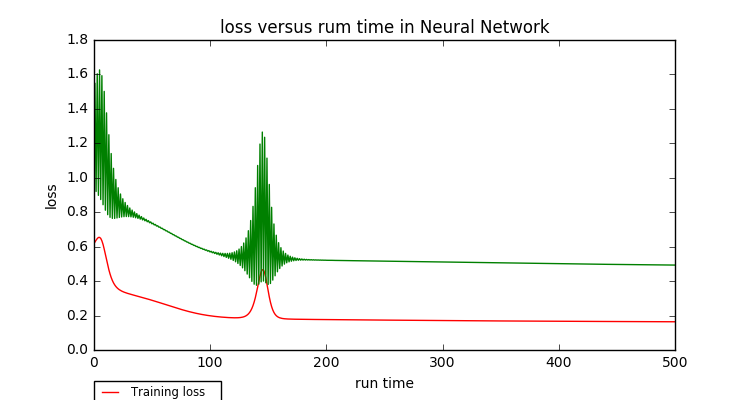 loss versus rum time in Neural Network
1.8
1.6
1.4
1.2
1.0
0.8
0.6
0.4
0.2
0.0
loss
0 100 200 300 400 500
run time
Training loss